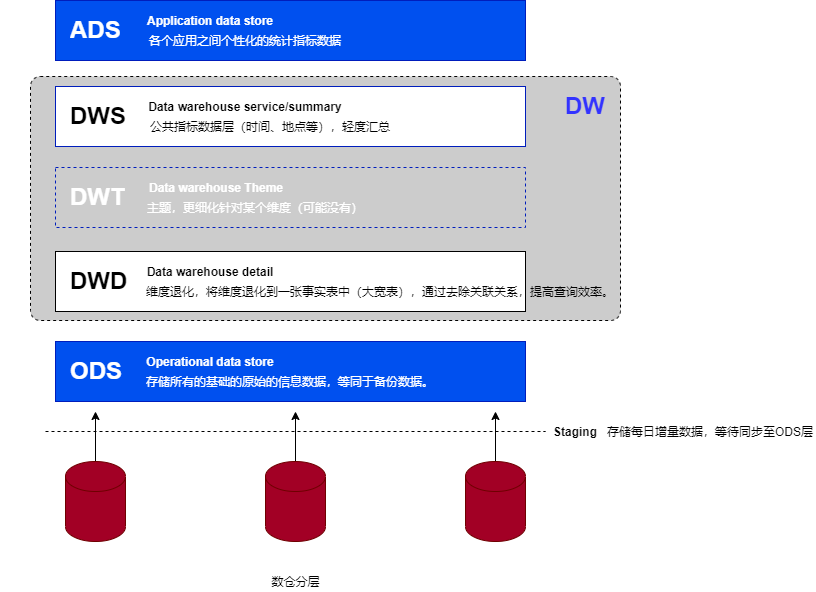 ADS
Application data store
各个应用之间个性化的统计指标数据
DW
DWS
Data warehouse service/summary
公共指标数据层（时间、地点等），轻度汇总
DWT
Data warehouse Theme
主题，更细化针对某个维度（可能没有）
DWD
Data warehouse detail
维度退化，将维度退化到一张事实表中（大宽表），通过去除关联关系，提高查询效率。
ODS
Operational data store
存储所有的基础的原始的信息数据，等同于备份数据。
Staging 存储每日增量数据，等待同步至ODS层
数仓分层